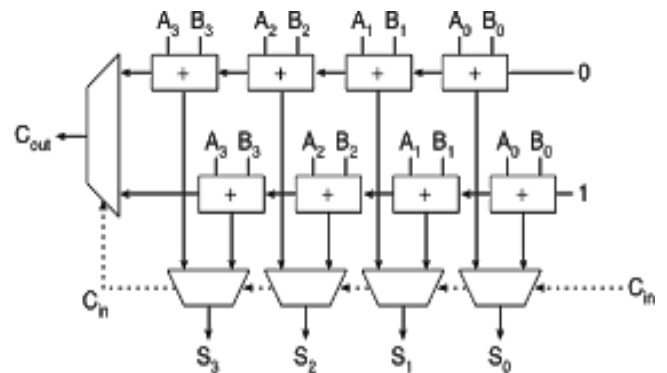 A₃ B₃ A₂ B₂ A₁ B₁ A₀ B₀
+ + + + 0
Cout
A₃ B₃ A₂ B₂ A₁ B₁ A₀ B₀
+ + + + 1
Cin Cin
S₃ S₂ S₁ S₀